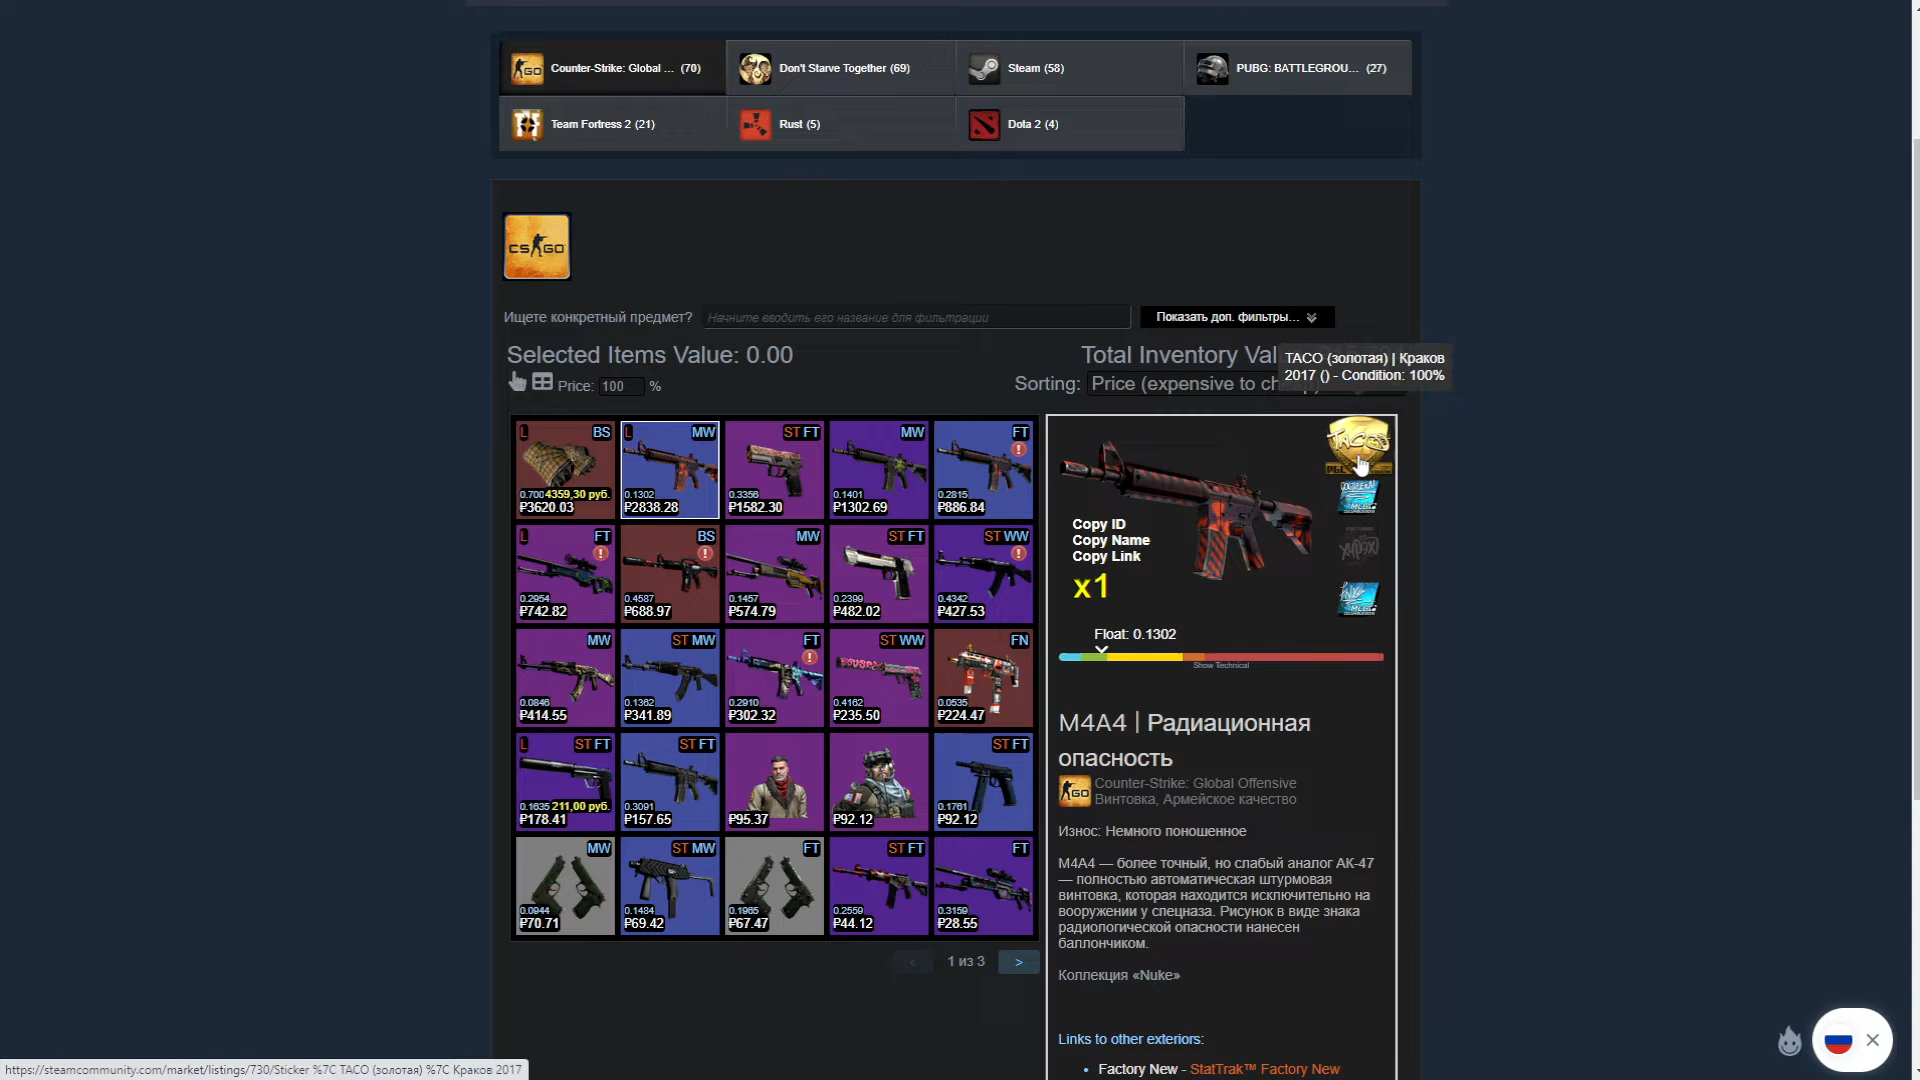 Counter-Strike: Global ... (70)
Don't Starve Together (69)
Steam (58)
PUBG: BATTLEGROU... (27)
Team Fortress 2 (21)
Rust (5)
Dota 2 (4)
CS GO
Ищете конкретный предмет?
Начните вводить его название для фильтрации
Показать доп. фильтры...
Selected Items Value: 0.00
Total Inventory Val
TACO (золотая) | Краков
2017 () - Condition: 100%
Price: 100 %
Sorting: Price (expensive to cheap)
L BS
0.700 4359,30 руб.
₽3620.03
L MW
0.1302
₽2838.28
ST FT
0.3356
₽1582.30
MW
0.1401
₽1302.69
FT
0.2815
₽886.84
L FT
0.2954
₽742.82
BS
0.4587
₽688.97
MW
0.1457
₽574.79
ST FT
0.2399
₽482.02
ST WW
0.4342
₽427.53
MW
0.0846
₽414.55
ST MW
0.1362
₽341.89
FT
0.2910
₽302.32
ST WW
0.4162
₽235.50
FN
0.0535
₽224.47
L ST FT
0.1635 211,00 руб.
₽178.41
ST FT
0.3091
₽157.65
₽95.37
₽92.12
ST FT
0.1761
₽92.12
MW
0.0944
₽70.71
ST MW
0.1484
₽69.42
FT
0.1965
₽67.47
ST FT
0.2559
₽44.12
FT
0.3159
₽28.55
< 1 из 3 >
TACO
Copy ID
Copy Name
Copy Link
x1
Float: 0.1302
Show Technical
M4A4 | Радиационная
опасность
Counter-Strike: Global Offensive
Винтовка, Армейское качество
Износ: Немного поношенное
M4A4 — более точный, но слабый аналог АК-47
— полностью автоматическая штурмовая
винтовка, которая находится исключительно на
вооружении у спецназа. Рисунок в виде знака
радиологической опасности нанесен
баллончиком.
Коллекция «Nuke»
Links to other exteriors:
• Factory New - StatTrak™ Factory New
https://steamcommunity.com/market/listings/730/Sticker %7C TACO (золотая) %7C Краков 2017